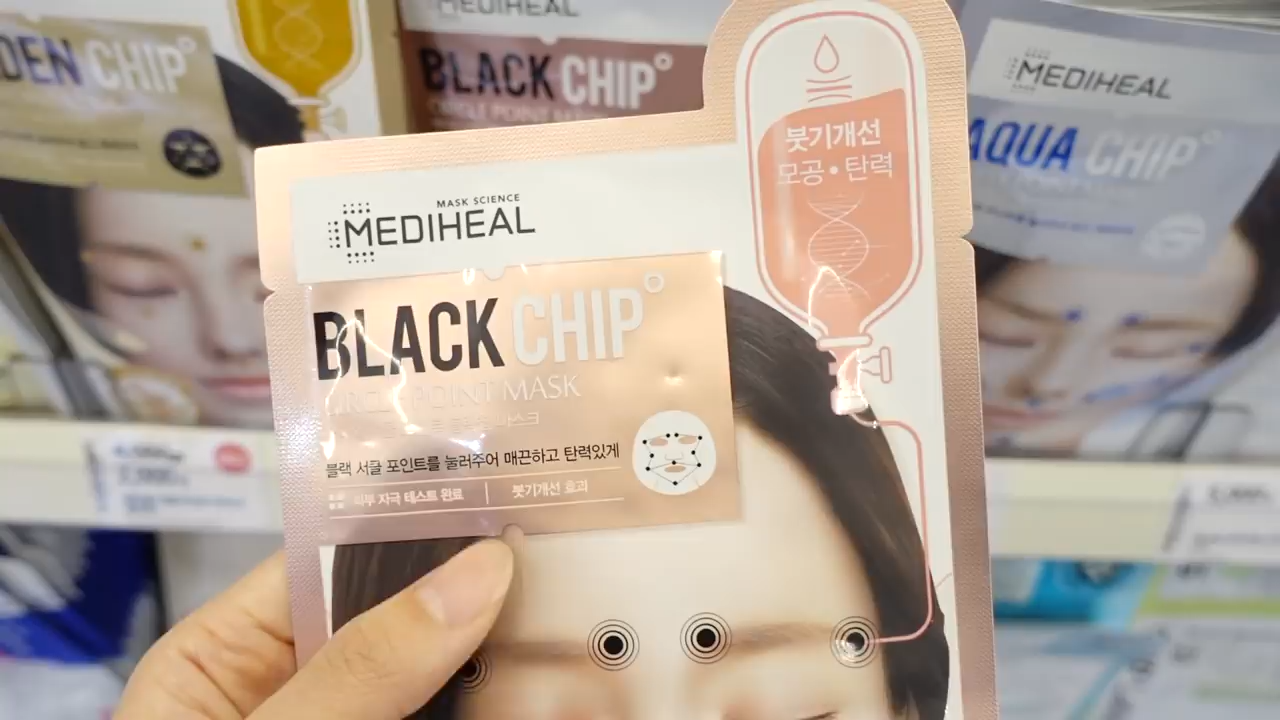 MEDIHEAL
DEN CHIP
BLACK CHIP
MEDIHEAL
AQUA CHIP
붓기개선
모공•탄력
MASK SCIENCE
MEDIHEAL
BLACK CHIP
CIRCLE POINT MASK
블랙 서클 포인트를 눌러주어 매끈하고 탄력있게
피부 자극 테스트 완료 | 붓기개선 효과